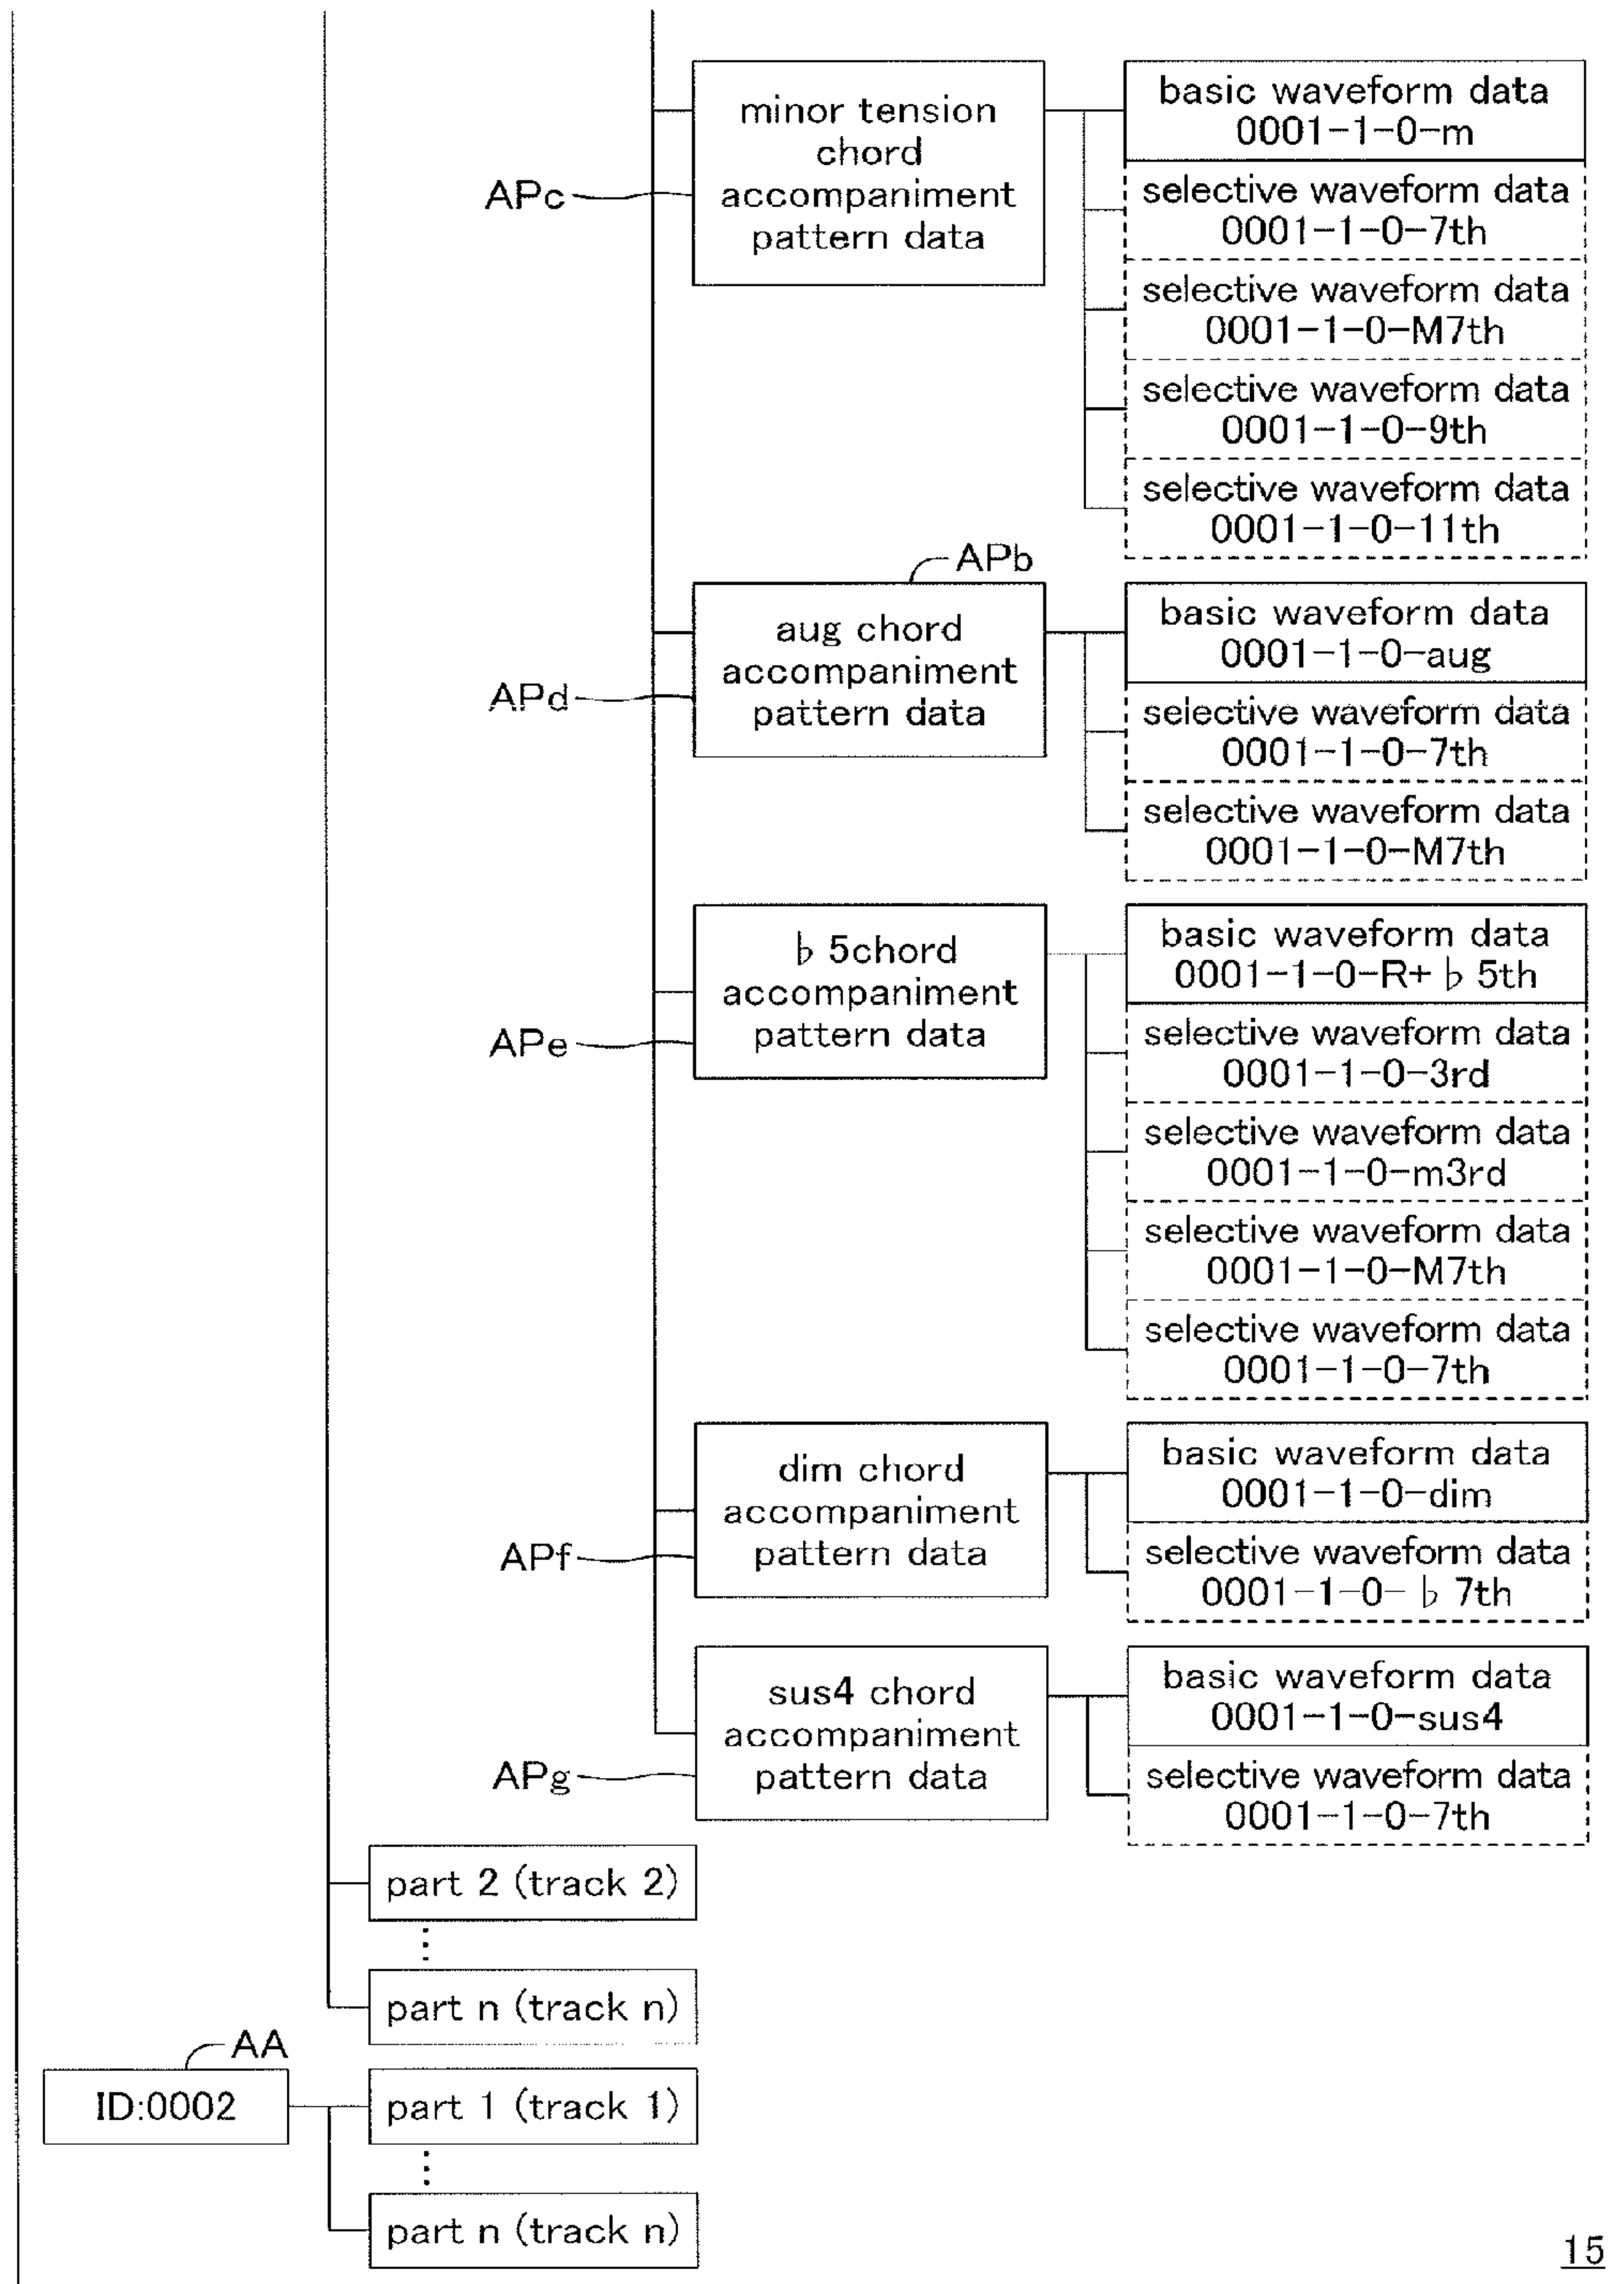 minor tension
chord
accompaniment
pattern data
APc
basic waveform data
0001-1-0-m
selective waveform data
0001-1-0-7th
selective waveform data
0001-1-0-M7th
selective waveform data
0001-1-0-9th
selective waveform data
0001-1-0-11th
APb
aug chord
accompaniment
pattern data
APd
basic waveform data
0001-1-0-aug
selective waveform data
0001-1-0-7th
selective waveform data
0001-1-0-M7th
♭5chord
accompaniment
pattern data
APe
basic waveform data
0001-1-0-R+♭5th
selective waveform data
0001-1-0-3rd
selective waveform data
0001-1-0-m3rd
selective waveform data
0001-1-0-M7th
selective waveform data
0001-1-0-7th
dim chord
accompaniment
pattern data
APf
basic waveform data
0001-1-0-dim
selective waveform data
0001-1-0-♭7th
sus4 chord
accompaniment
pattern data
APg
basic waveform data
0001-1-0-sus4
selective waveform data
0001-1-0-7th
part 2 (track 2)
⋮
part n (track n)
AA
ID:0002
part 1 (track 1)
⋮
part n (track n)
15